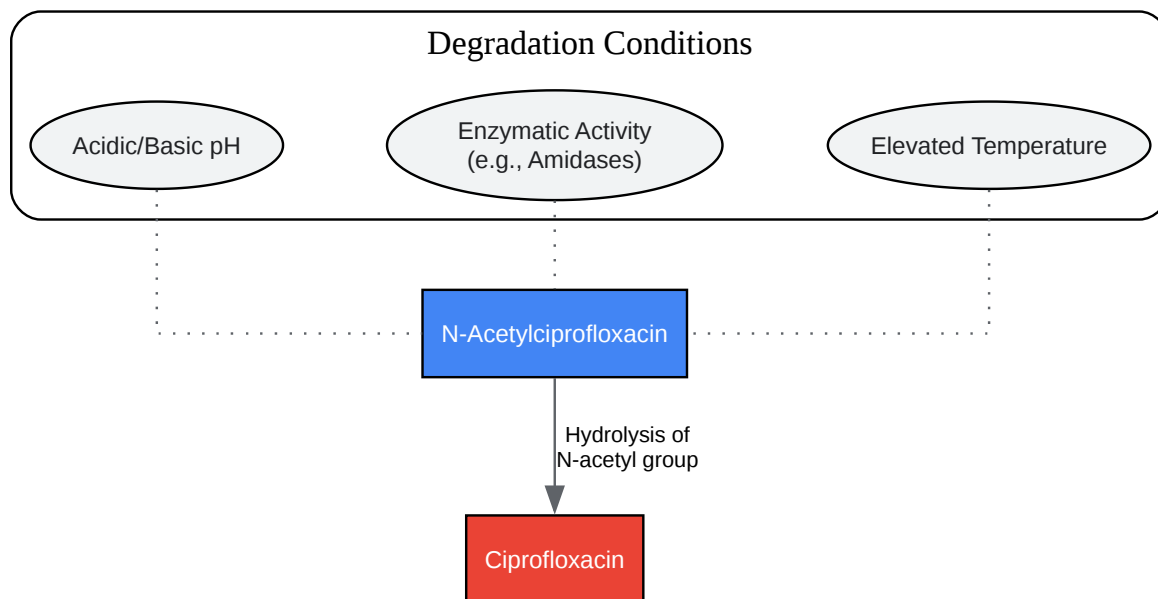 Degradation Conditions
Acidic/Basic pH
Enzymatic Activity
(e.g., Amidases)
Elevated Temperature
N-Acetylciprofloxacin
Hydrolysis of
N-acetyl group
Ciprofloxacin